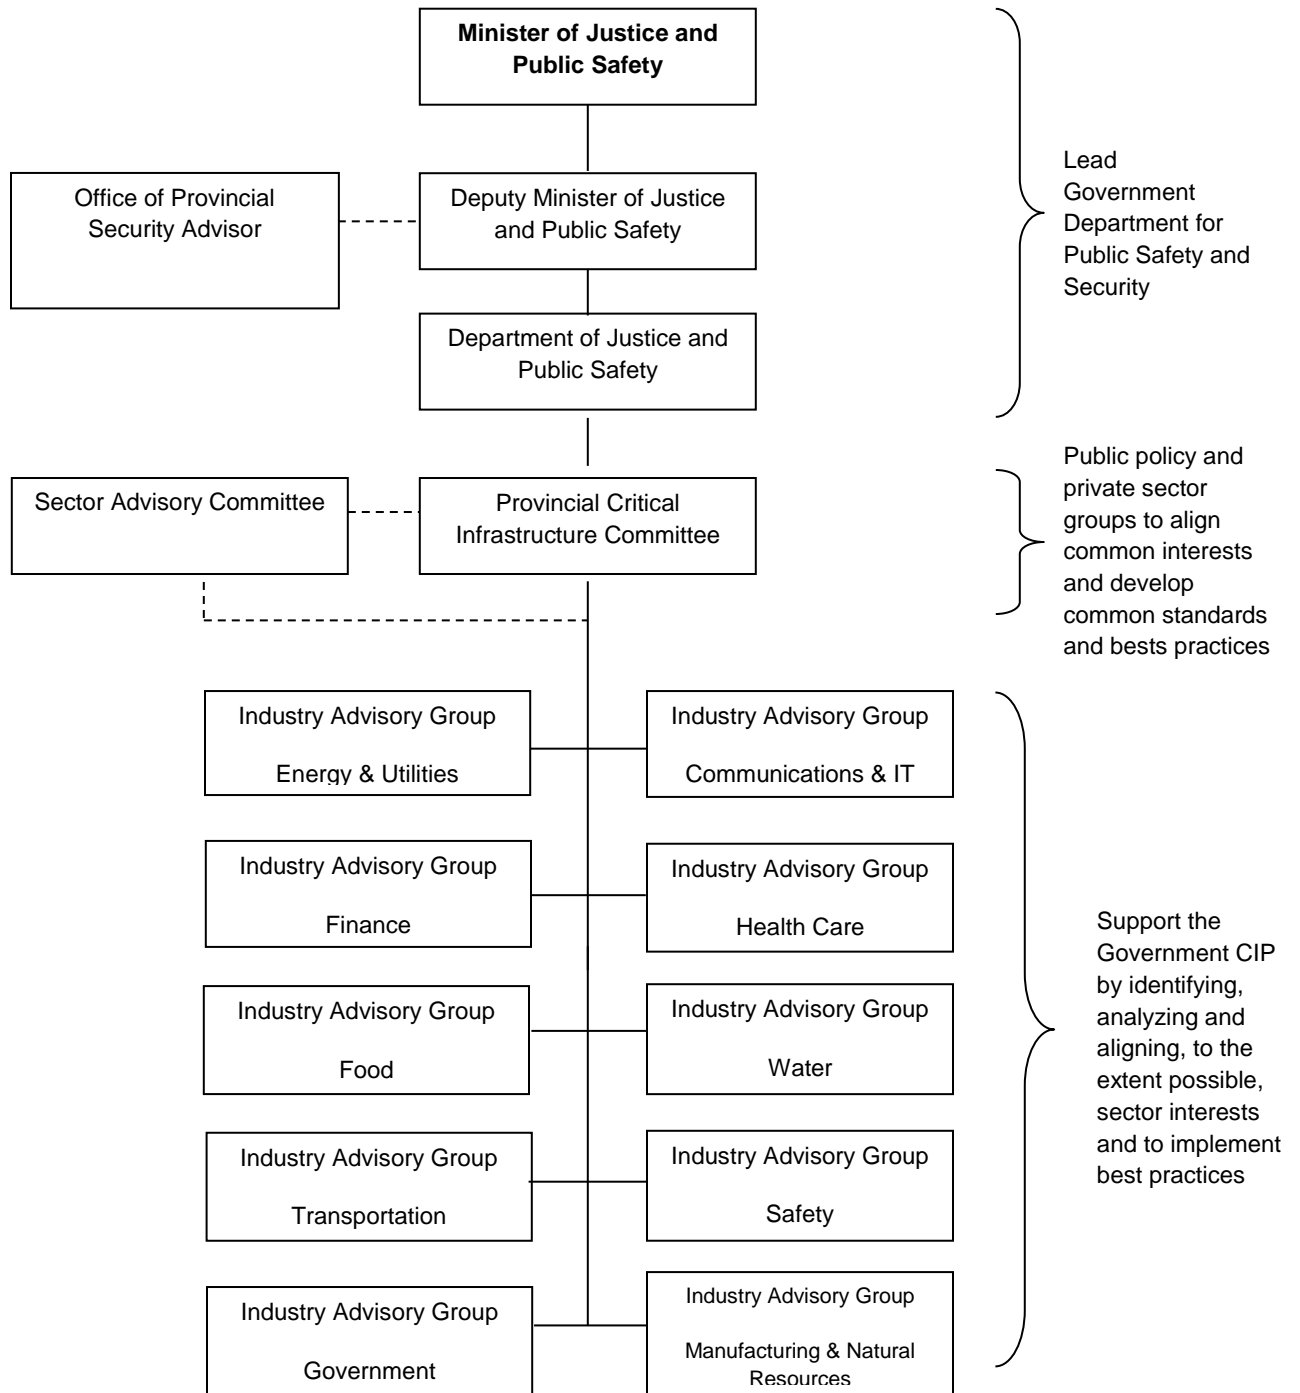 Minister of Justice and
Public Safety
Lead
Government
Department for
Public Safety and
Security
Office of Provincial
Security Advisor
Deputy Minister of Justice
and Public Safety
Department of Justice and
Public Safety
Public policy and
private sector
groups to align
common interests
and develop
common standards
and bests practices
Sector Advisory Committee
Provincial Critical
Infrastructure Committee
Industry Advisory Group
Energy & Utilities
Industry Advisory Group
Communications & IT
Industry Advisory Group
Finance
Industry Advisory Group
Health Care
Support the
Government CIP
by identifying,
analyzing and
aligning, to the
extent possible,
sector interests
and to implement
best practices
Industry Advisory Group
Food
Industry Advisory Group
Water
Industry Advisory Group
Transportation
Industry Advisory Group
Safety
Industry Advisory Group
Government
Industry Advisory Group
Manufacturing & Natural
Resources